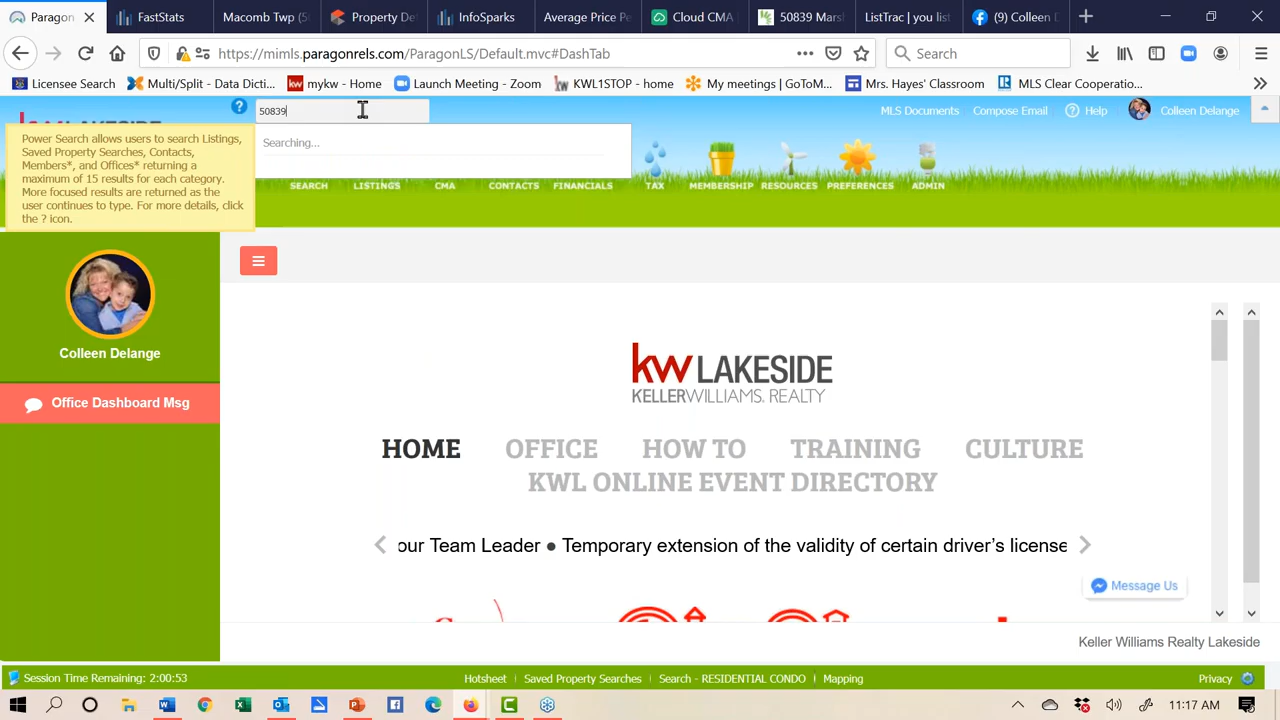 Paragon
FastStats
Macomb Twp (5
Property De
InfoSparks
Average Price Pe
Cloud CMA
50839 Mars
ListTrac | you list
(9) Colleen D
https://mimls.paragonrels.com/ParagonLS/Default.mvc#DashTab
Search
Licensee Search
Multi/Split - Data Dicti...
mykw - Home
Launch Meeting - Zoom
KWL1STOP - home
My meetings | GoToM...
Mrs. Hayes' Classroom
MLS Clear Cooperatio...
50839
MLS Documents
Compose Email
Help
Colleen Delange
Searching...
Power Search allows users to search Listings,
Saved Property Searches, Contacts,
Members*, and Offices* returning a
maximum of 15 results for each category.
More focused results are returned as the
user continues to type. For more details, click
the ? icon.
SEARCH
LISTINGS
CMA
CONTACTS
FINANCIALS
TAX
MEMBERSHIP
RESOURCES
PREFERENCES
ADMIN
Colleen Delange
Office Dashboard Msg
kw LAKESIDE
KELLERWILLIAMS. REALTY
HOME OFFICE HOW TO TRAINING CULTURE
KWL ONLINE EVENT DIRECTORY
our Team Leader ● Temporary extension of the validity of certain driver's license
Message Us
Keller Williams Realty Lakeside
Session Time Remaining: 2:00:53
Hotsheet | Saved Property Searches | Search - RESIDENTIAL CONDO | Mapping
Privacy
11:17 AM